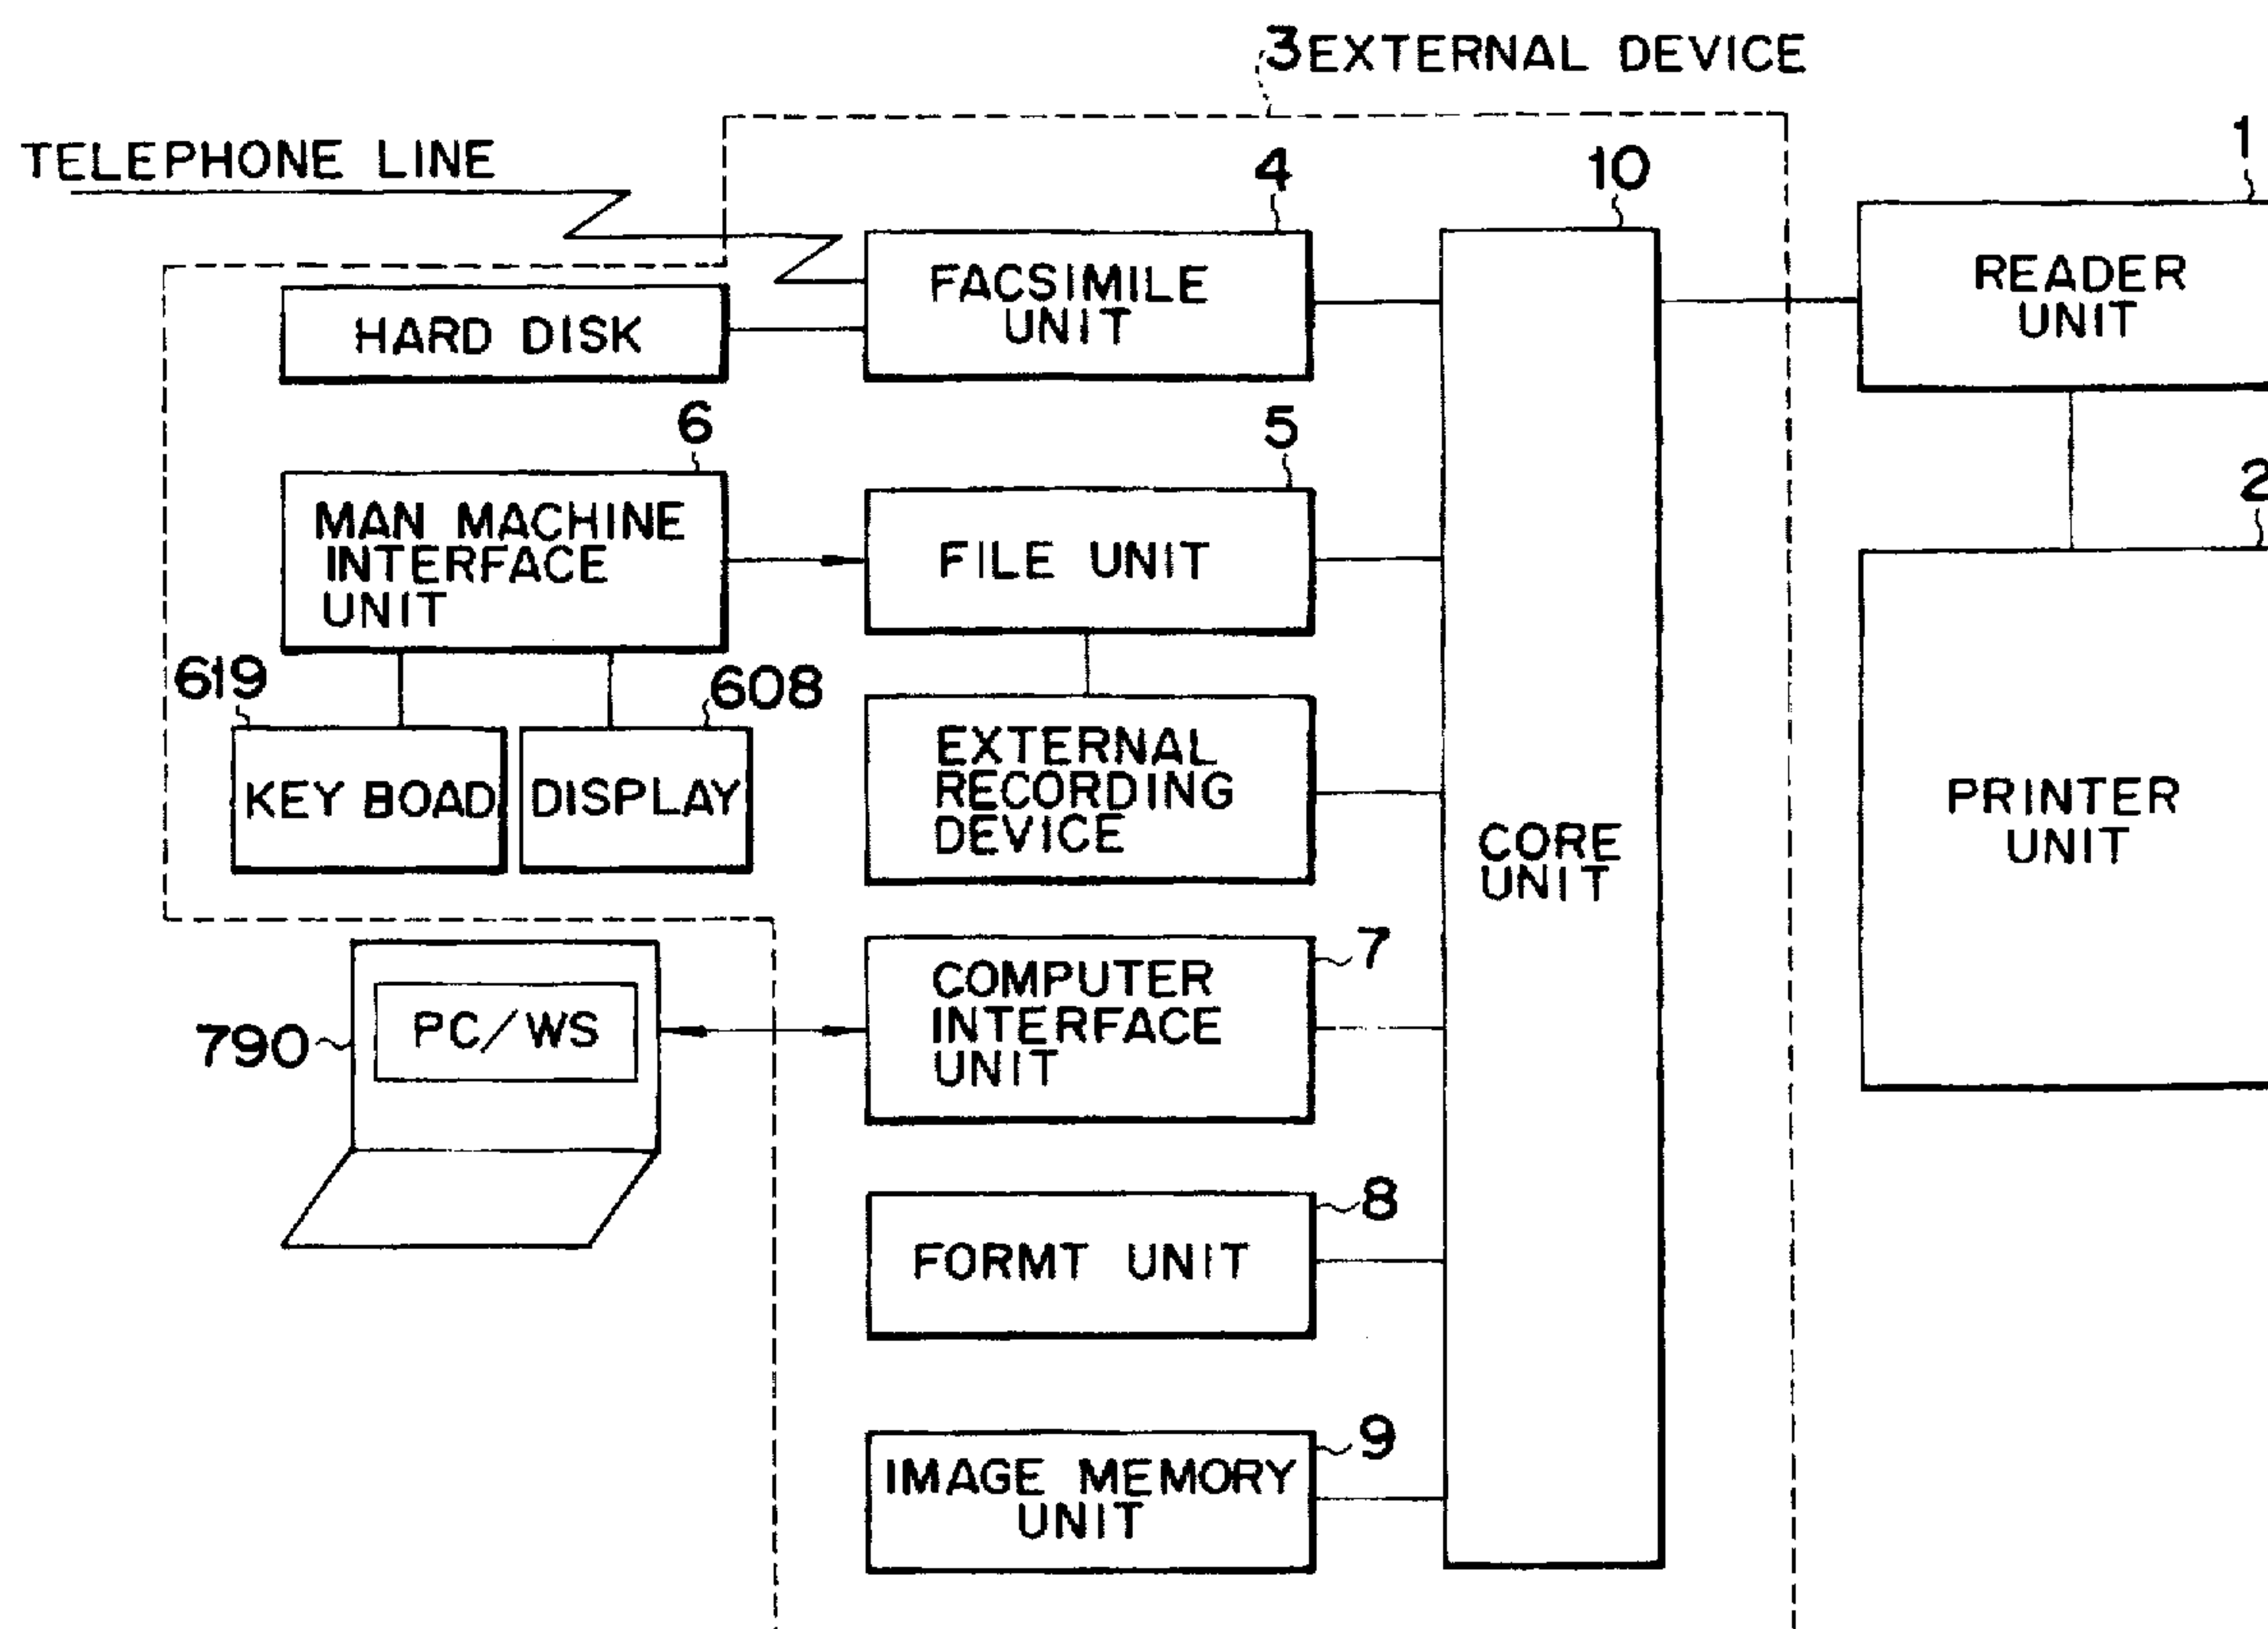 3 EXTERNAL DEVICE
TELEPHONE LINE
4
10
1
FACSIMILE
UNIT
READER
UNIT
HARD DISK
6
5
2
MAN MACHINE
INTERFACE
UNIT
FILE UNIT
619
608
KEY BOAD
DISPLAY
EXTERNAL
RECORDING
DEVICE
CORE
UNIT
PRINTER
UNIT
7
COMPUTER
INTERFACE
UNIT
790
PC/WS
8
FORMT UNIT
9
IMAGE MEMORY
UNIT